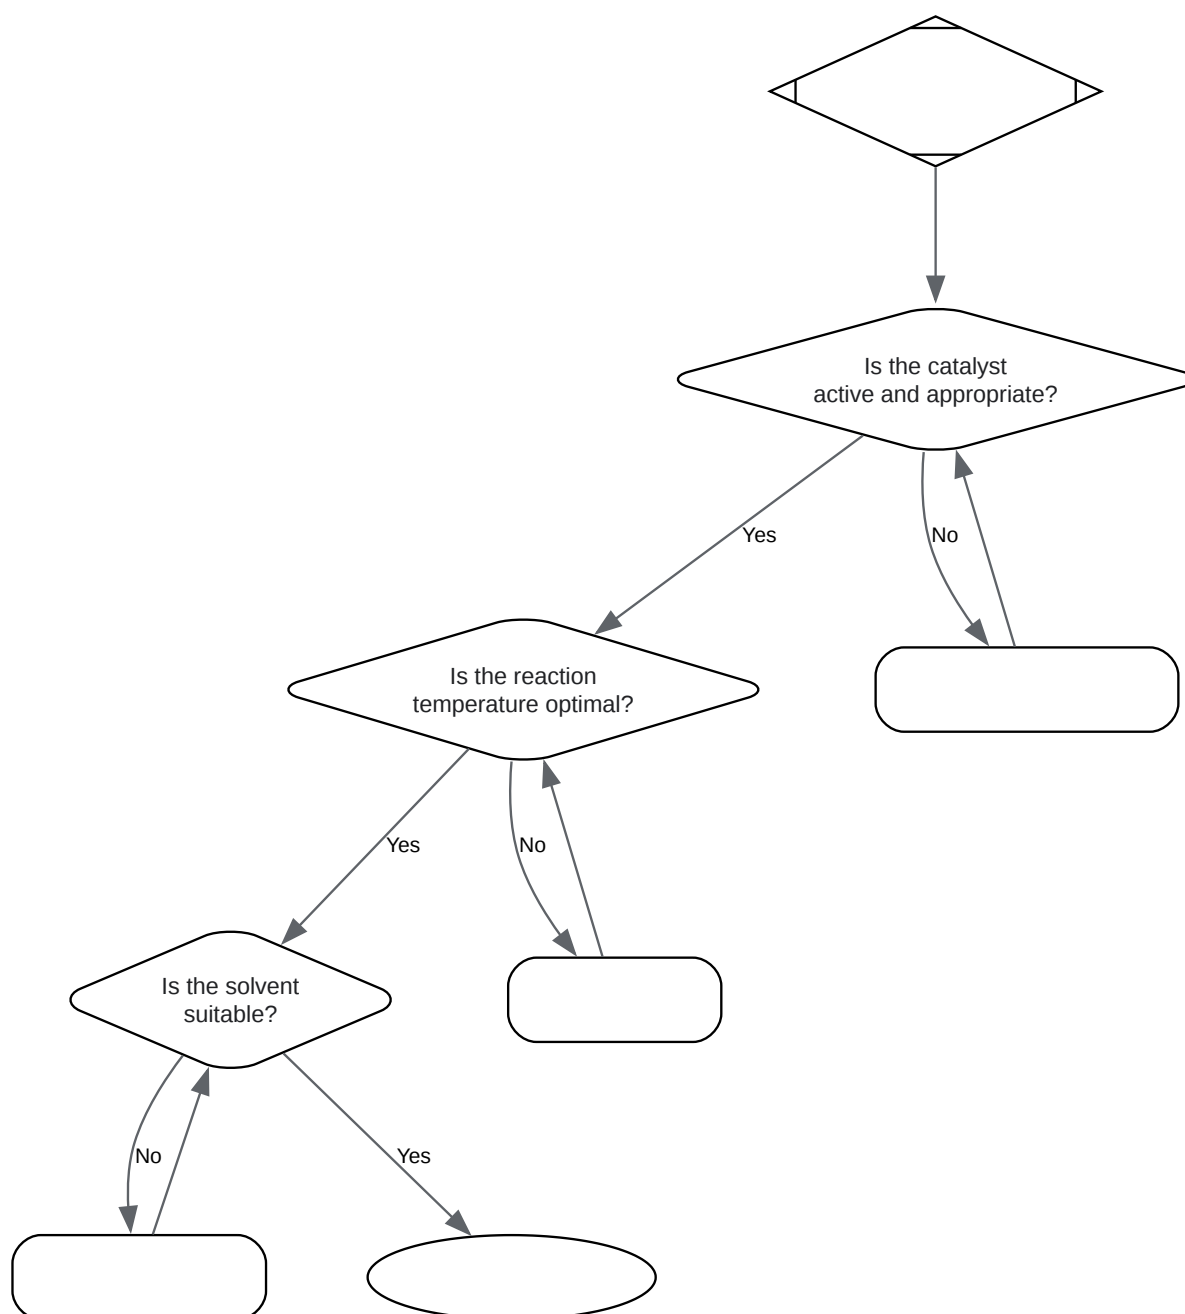 Is the catalyst
active and appropriate?
Yes
No
Is the reaction
temperature optimal?
Yes
No
Is the solvent
suitable?
No
Yes